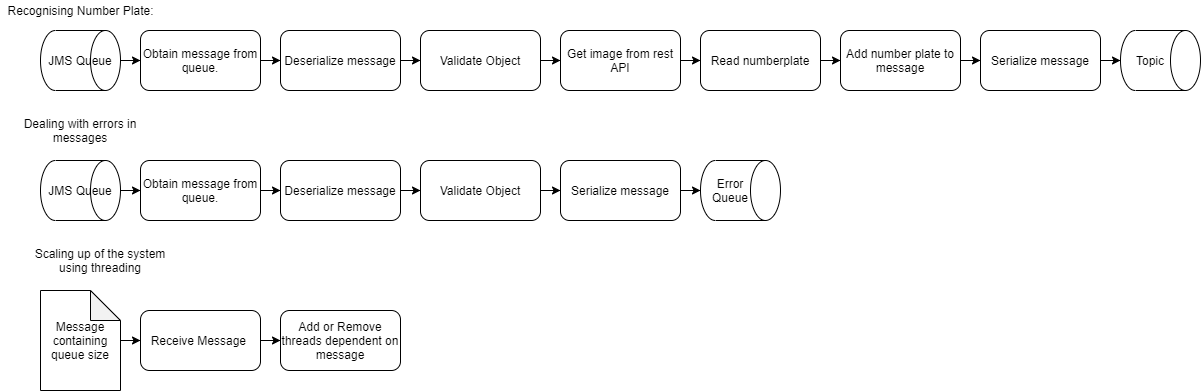 Recognising Number Plate:
JMS Queue
Obtain message from
queue.
Deserialize message
Validate Object
Get image from rest
API
Read numberplate
Add number plate to
message
Serialize message
Topic
Dealing with errors in
messages
JMS Queue
Obtain message from
queue.
Deserialize message
Validate Object
Serialize message
Error
Queue
Scaling up of the system
using threading
Message
containing
queue size
Receive Message
Add or Remove
threads dependent on
message